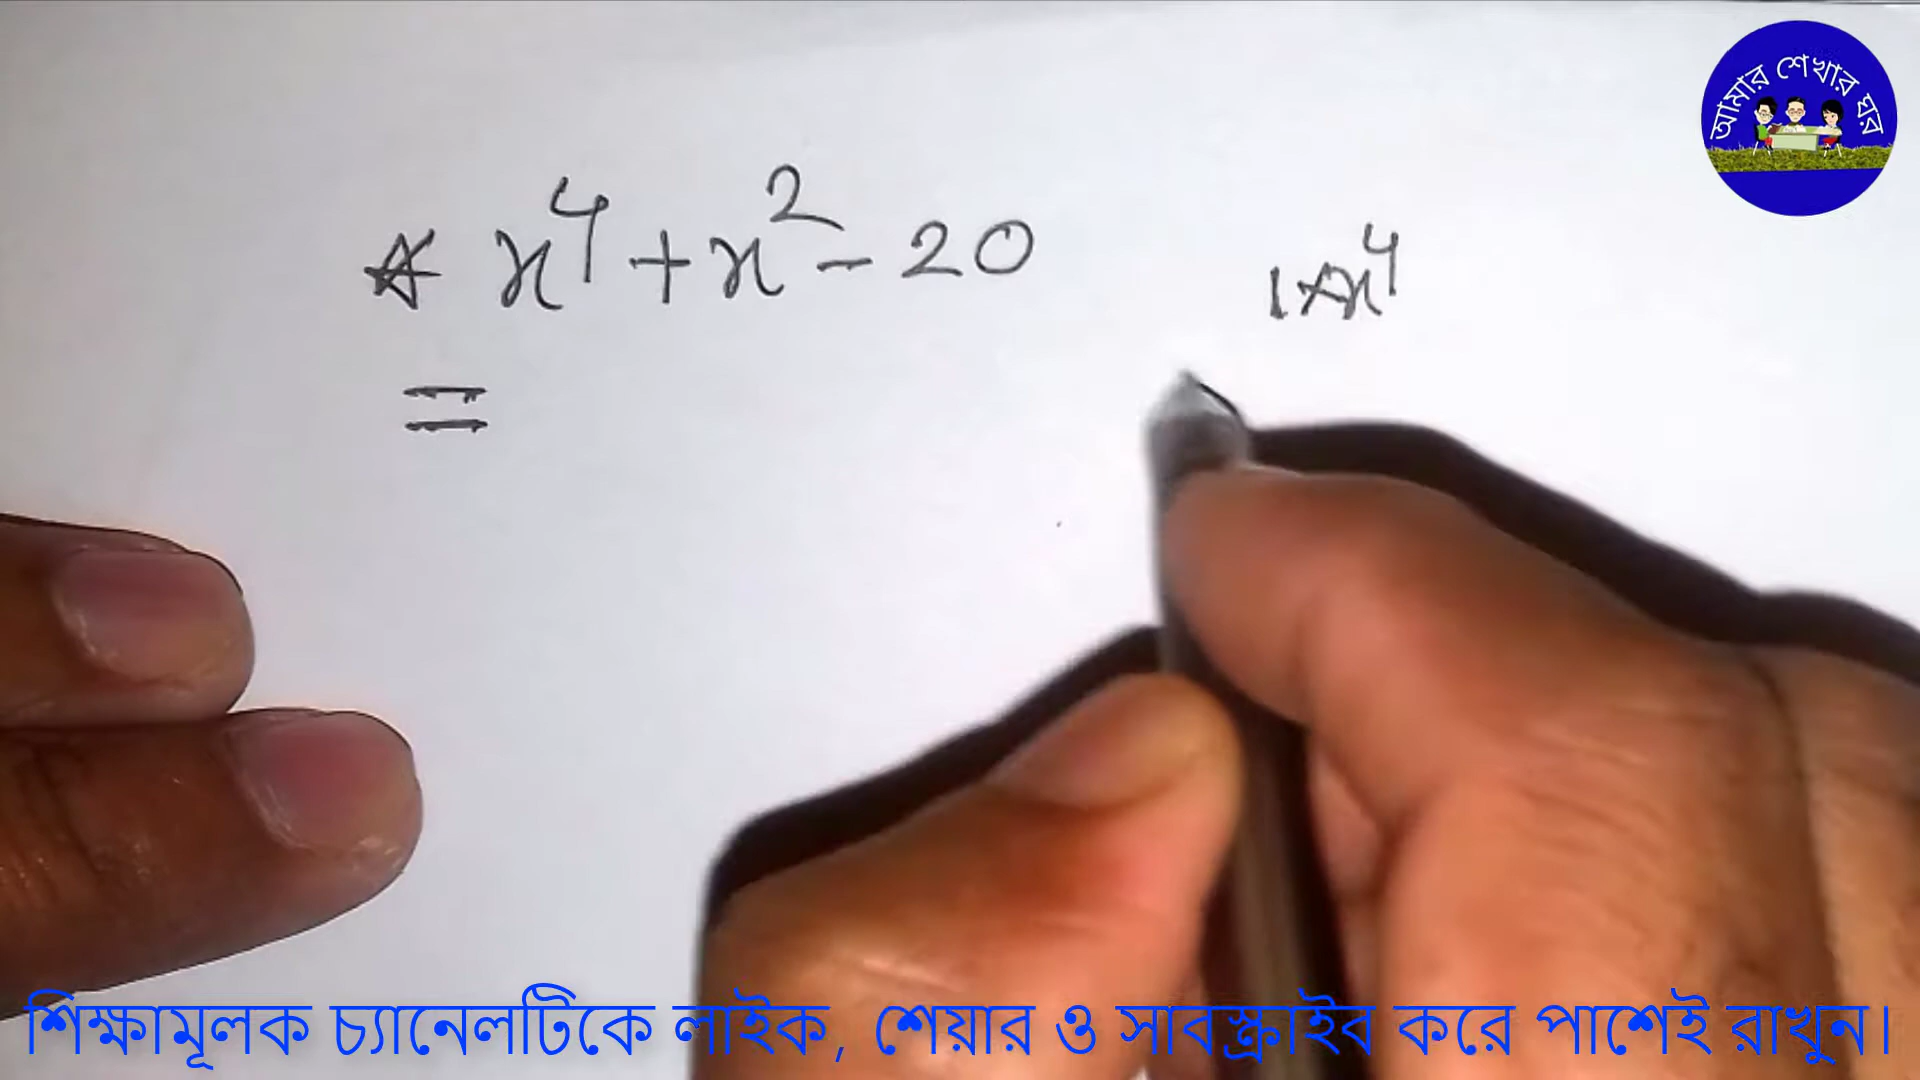 আমার শেখার ঘর
☆ x⁴ + x² - 20
1 × x⁴
=
শিক্ষামূলক চ্যানেলটিকে লাইক, শেয়ার ও সাবস্ক্রাইব করে পাশেই রাখুন।